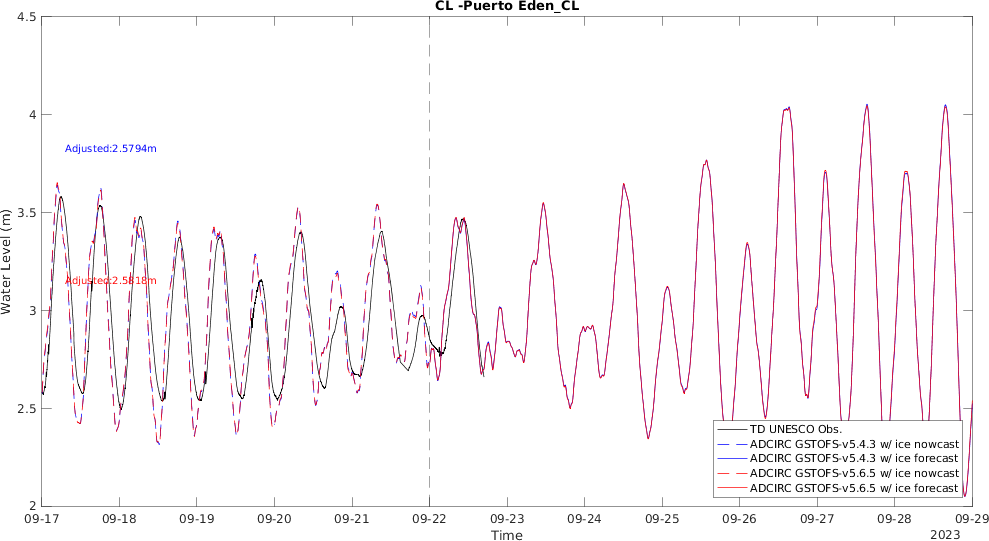 CL -Puerto Eden_CL
4.5
4
3.5
3
2.5
2
Water Level (m)
Adjusted:2.5794m
Adjusted:2.5818m
TD UNESCO Obs.
ADCIRC GSTOFS-v5.4.3 w/ ice nowcast
ADCIRC GSTOFS-v5.4.3 w/ ice forecast
ADCIRC GSTOFS-v5.6.5 w/ ice nowcast
ADCIRC GSTOFS-v5.6.5 w/ ice forecast
09-17 09-18 09-19 09-20 09-21 09-22 09-23 09-24 09-25 09-26 09-27 09-28 09-29
Time
2023